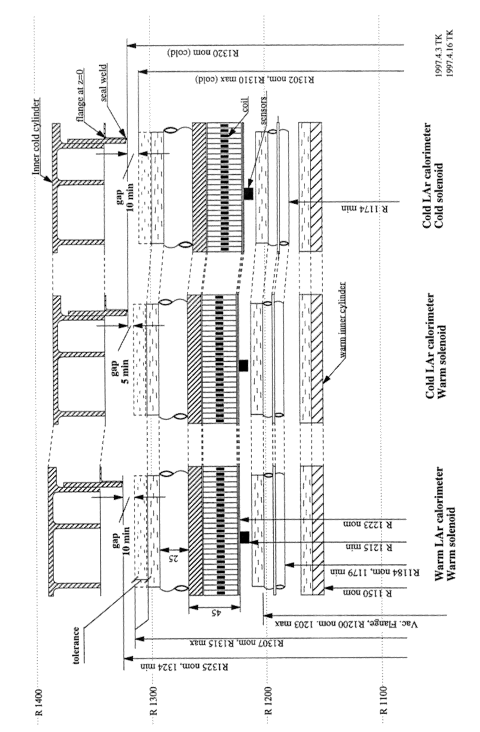 Inner cold cylinder
flange at z=0
seal weld
R1320 nom (cold)
R1302 nom, R1310 max (cold)
1997.4.3 TK
1997.4.16 TK
gap
10 min
coil
sensors
R 1174 min
Cold LAr calorimeter
Cold solenoid
gap
5 min
warm inner cylinder
Cold LAr calorimeter
Warm solenoid
gap
10 min
25
45
R 1223 nom
R 1215 min
R1184 nom, 1179 min
R 1150 nom
Warm LAr calorimeter
Warm solenoid
tolerance
Vac. Flange, R1200 nom. 1203 max
R1307 nom, R1315 max
R1325 nom, 1324 min
R 1400
R 1300
R 1200
R 1100